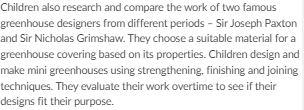 Children also research and compare the work of two famous
greenhouse designers from different periods – Sir Joseph Paxton
and Sir Nicholas Grimshaw. They choose a suitable material for a
greenhouse covering based on its properties. Children design and
make mini greenhouses using strengthening, finishing and joining
techniques. They evaluate their work overtime to see if their
designs fit their purpose.